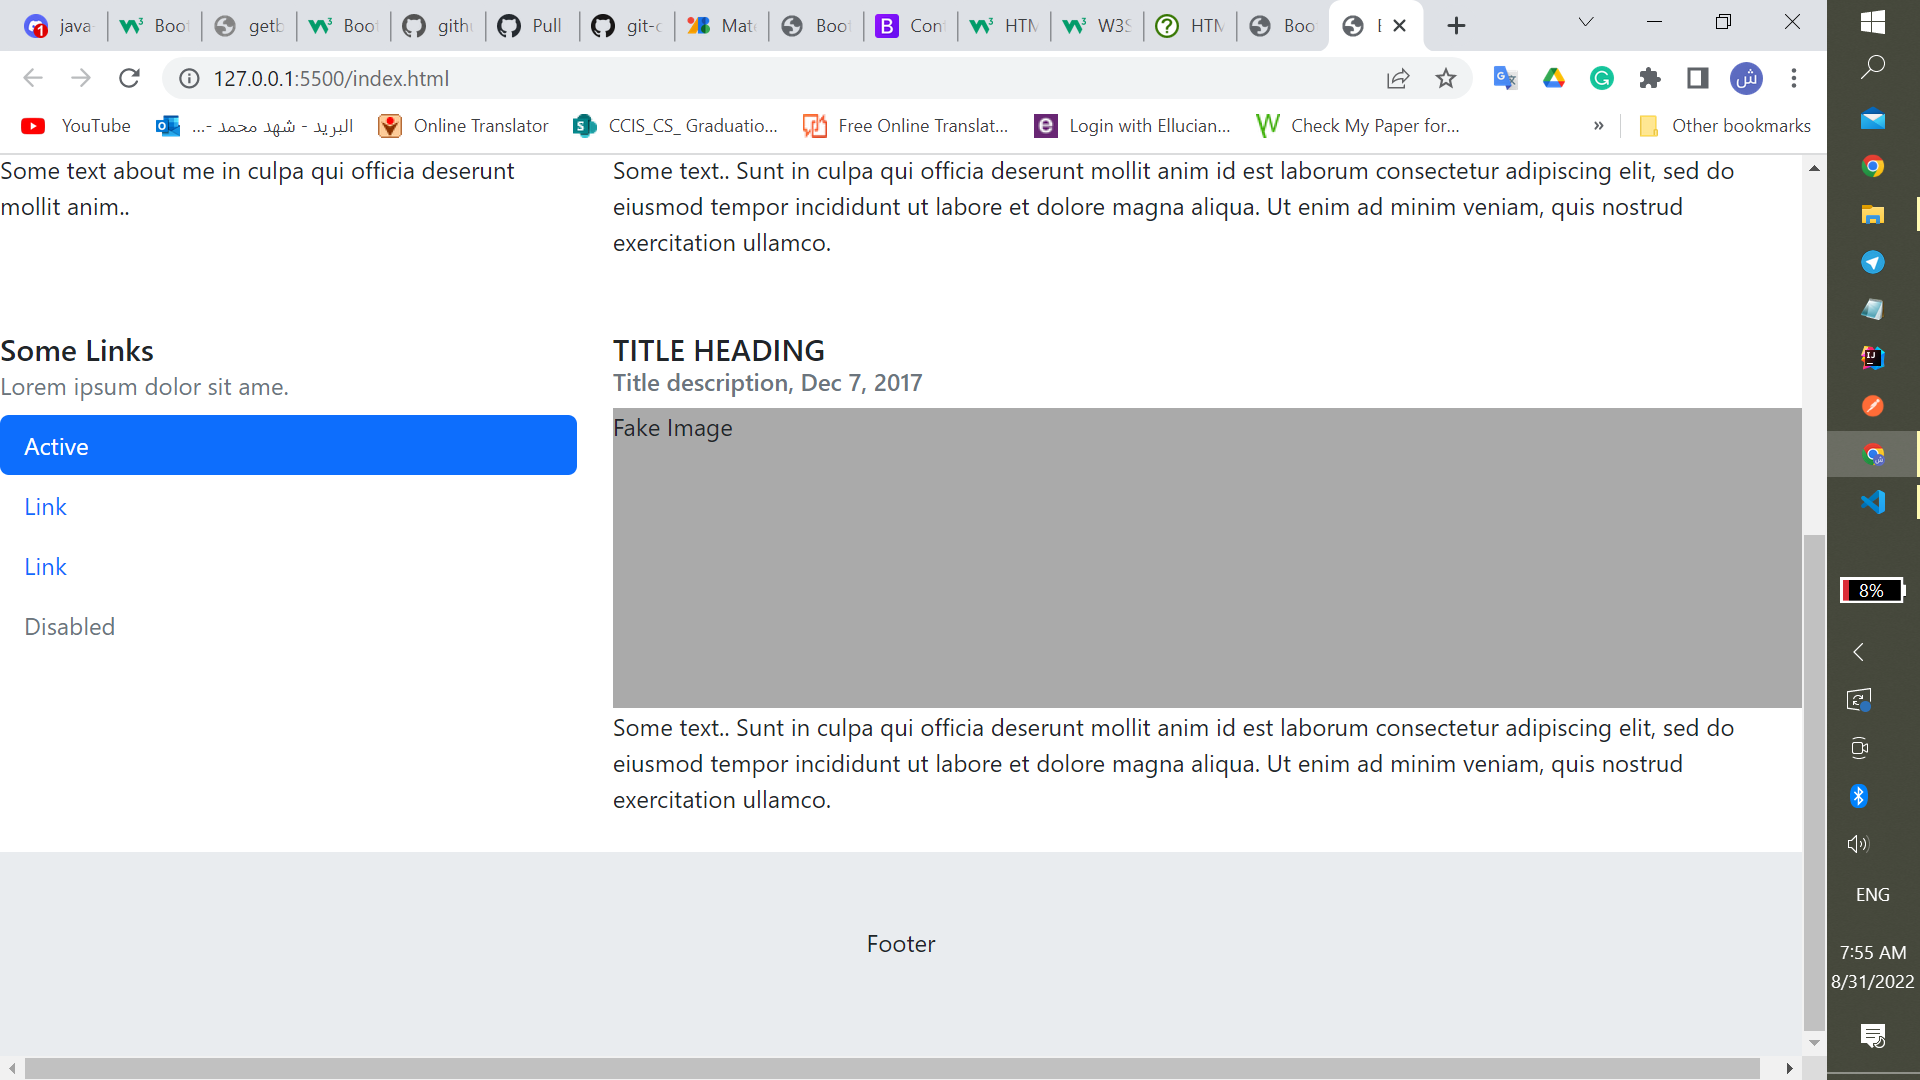 java-
Boot
getb
Boot
githu
Pull
git-c
Mate
Boot
Cont
HTM
W3S
HTM
Boo
127.0.0.1:5500/index.html
ش
YouTube
البريد - شهد محمد -...
Online Translator
CCIS_CS_ Graduatio...
Free Online Translat...
Login with Ellucian...
Check My Paper for...
»
Other bookmarks
Some text about me in culpa qui officia deserunt
mollit anim..
Some text.. Sunt in culpa qui officia deserunt mollit anim id est laborum consectetur adipiscing elit, sed do
eiusmod tempor incididunt ut labore et dolore magna aliqua. Ut enim ad minim veniam, quis nostrud
exercitation ullamco.
Some Links
Lorem ipsum dolor sit ame.
Active
Link
Link
Disabled
TITLE HEADING
Title description, Dec 7, 2017
Fake Image
Some text.. Sunt in culpa qui officia deserunt mollit anim id est laborum consectetur adipiscing elit, sed do
eiusmod tempor incididunt ut labore et dolore magna aliqua. Ut enim ad minim veniam, quis nostrud
exercitation ullamco.
Footer
8%
ENG
7:55 AM
8/31/2022